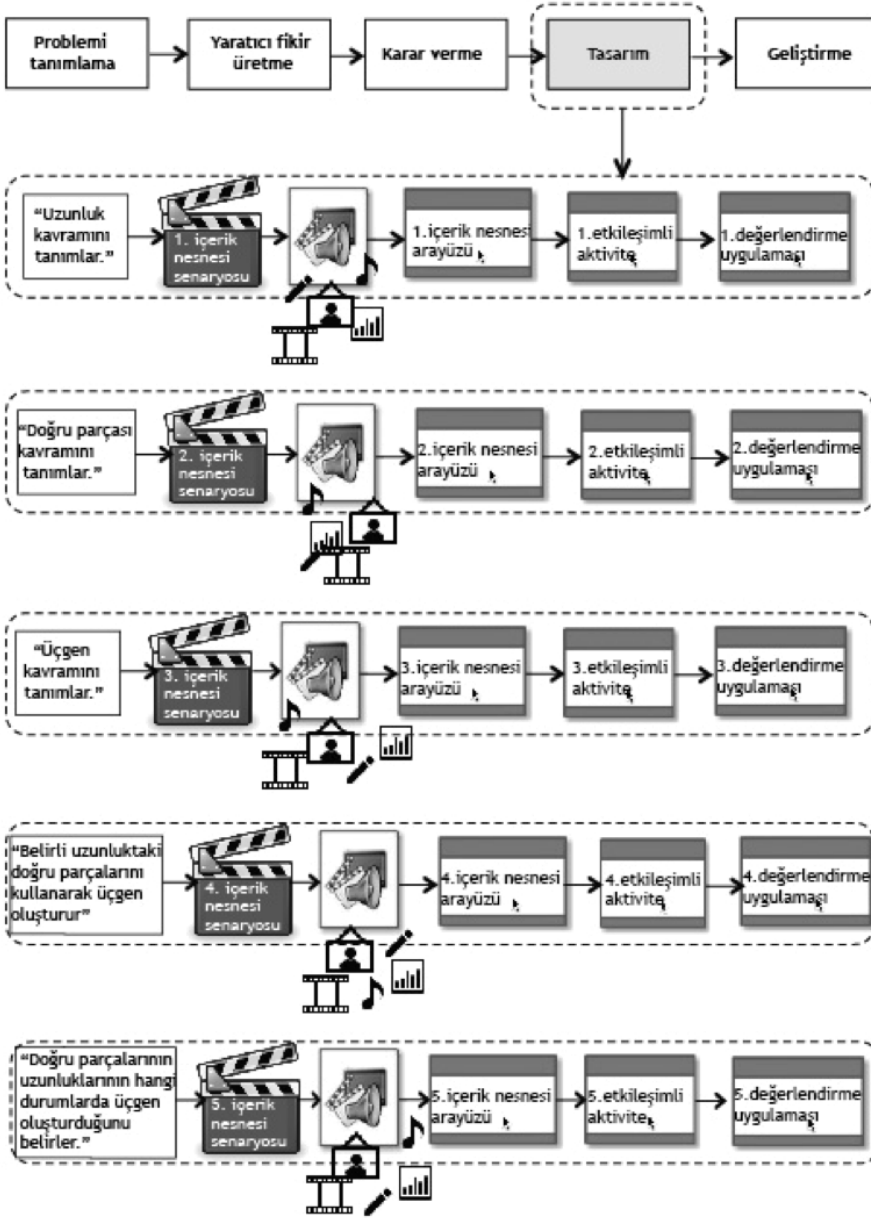 Problemi
tanımlama
Yaratıcı fikir
üretme
Karar verme
Tasarım
Geliştirme
“Uzunluk
kavramını
tanımlar.”
1. içerik
nesnesi
senaryosu
1.içerik nesnesi
arayüzü
1.etkileşimli
aktivite
1.değerlendirme
uygulaması
“Doğru parçası
kavramını
tanımlar.”
2. içerik
nesnesi
senaryosu
2.içerik nesnesi
arayüzü
2.etkileşimli
aktivite
2.değerlendirme
uygulaması
“Üçgen
kavramını
tanımlar.”
3. içerik
nesnesi
senaryosu
3.içerik nesnesi
arayüzü
3.etkileşimli
aktivite
3.değerlendirme
uygulaması
“Belirli uzunluktaki
doğru parçalarını
kullanarak üçgen
oluşturur”
4. içerik
nesnesi
senaryosu
4.içerik nesnesi
arayüzü
4.etkileşimli
aktivite
4.değerlendirme
uygulaması
“Doğru parçalarının
uzunluklarının hangi
durumlarda üçgen
oluşturduğunu
belirler.”
5. içerik
nesnesi
senaryosu
5.içerik nesnesi
arayüzü
5.etkileşimli
aktivite
5.değerlendirme
uygulaması